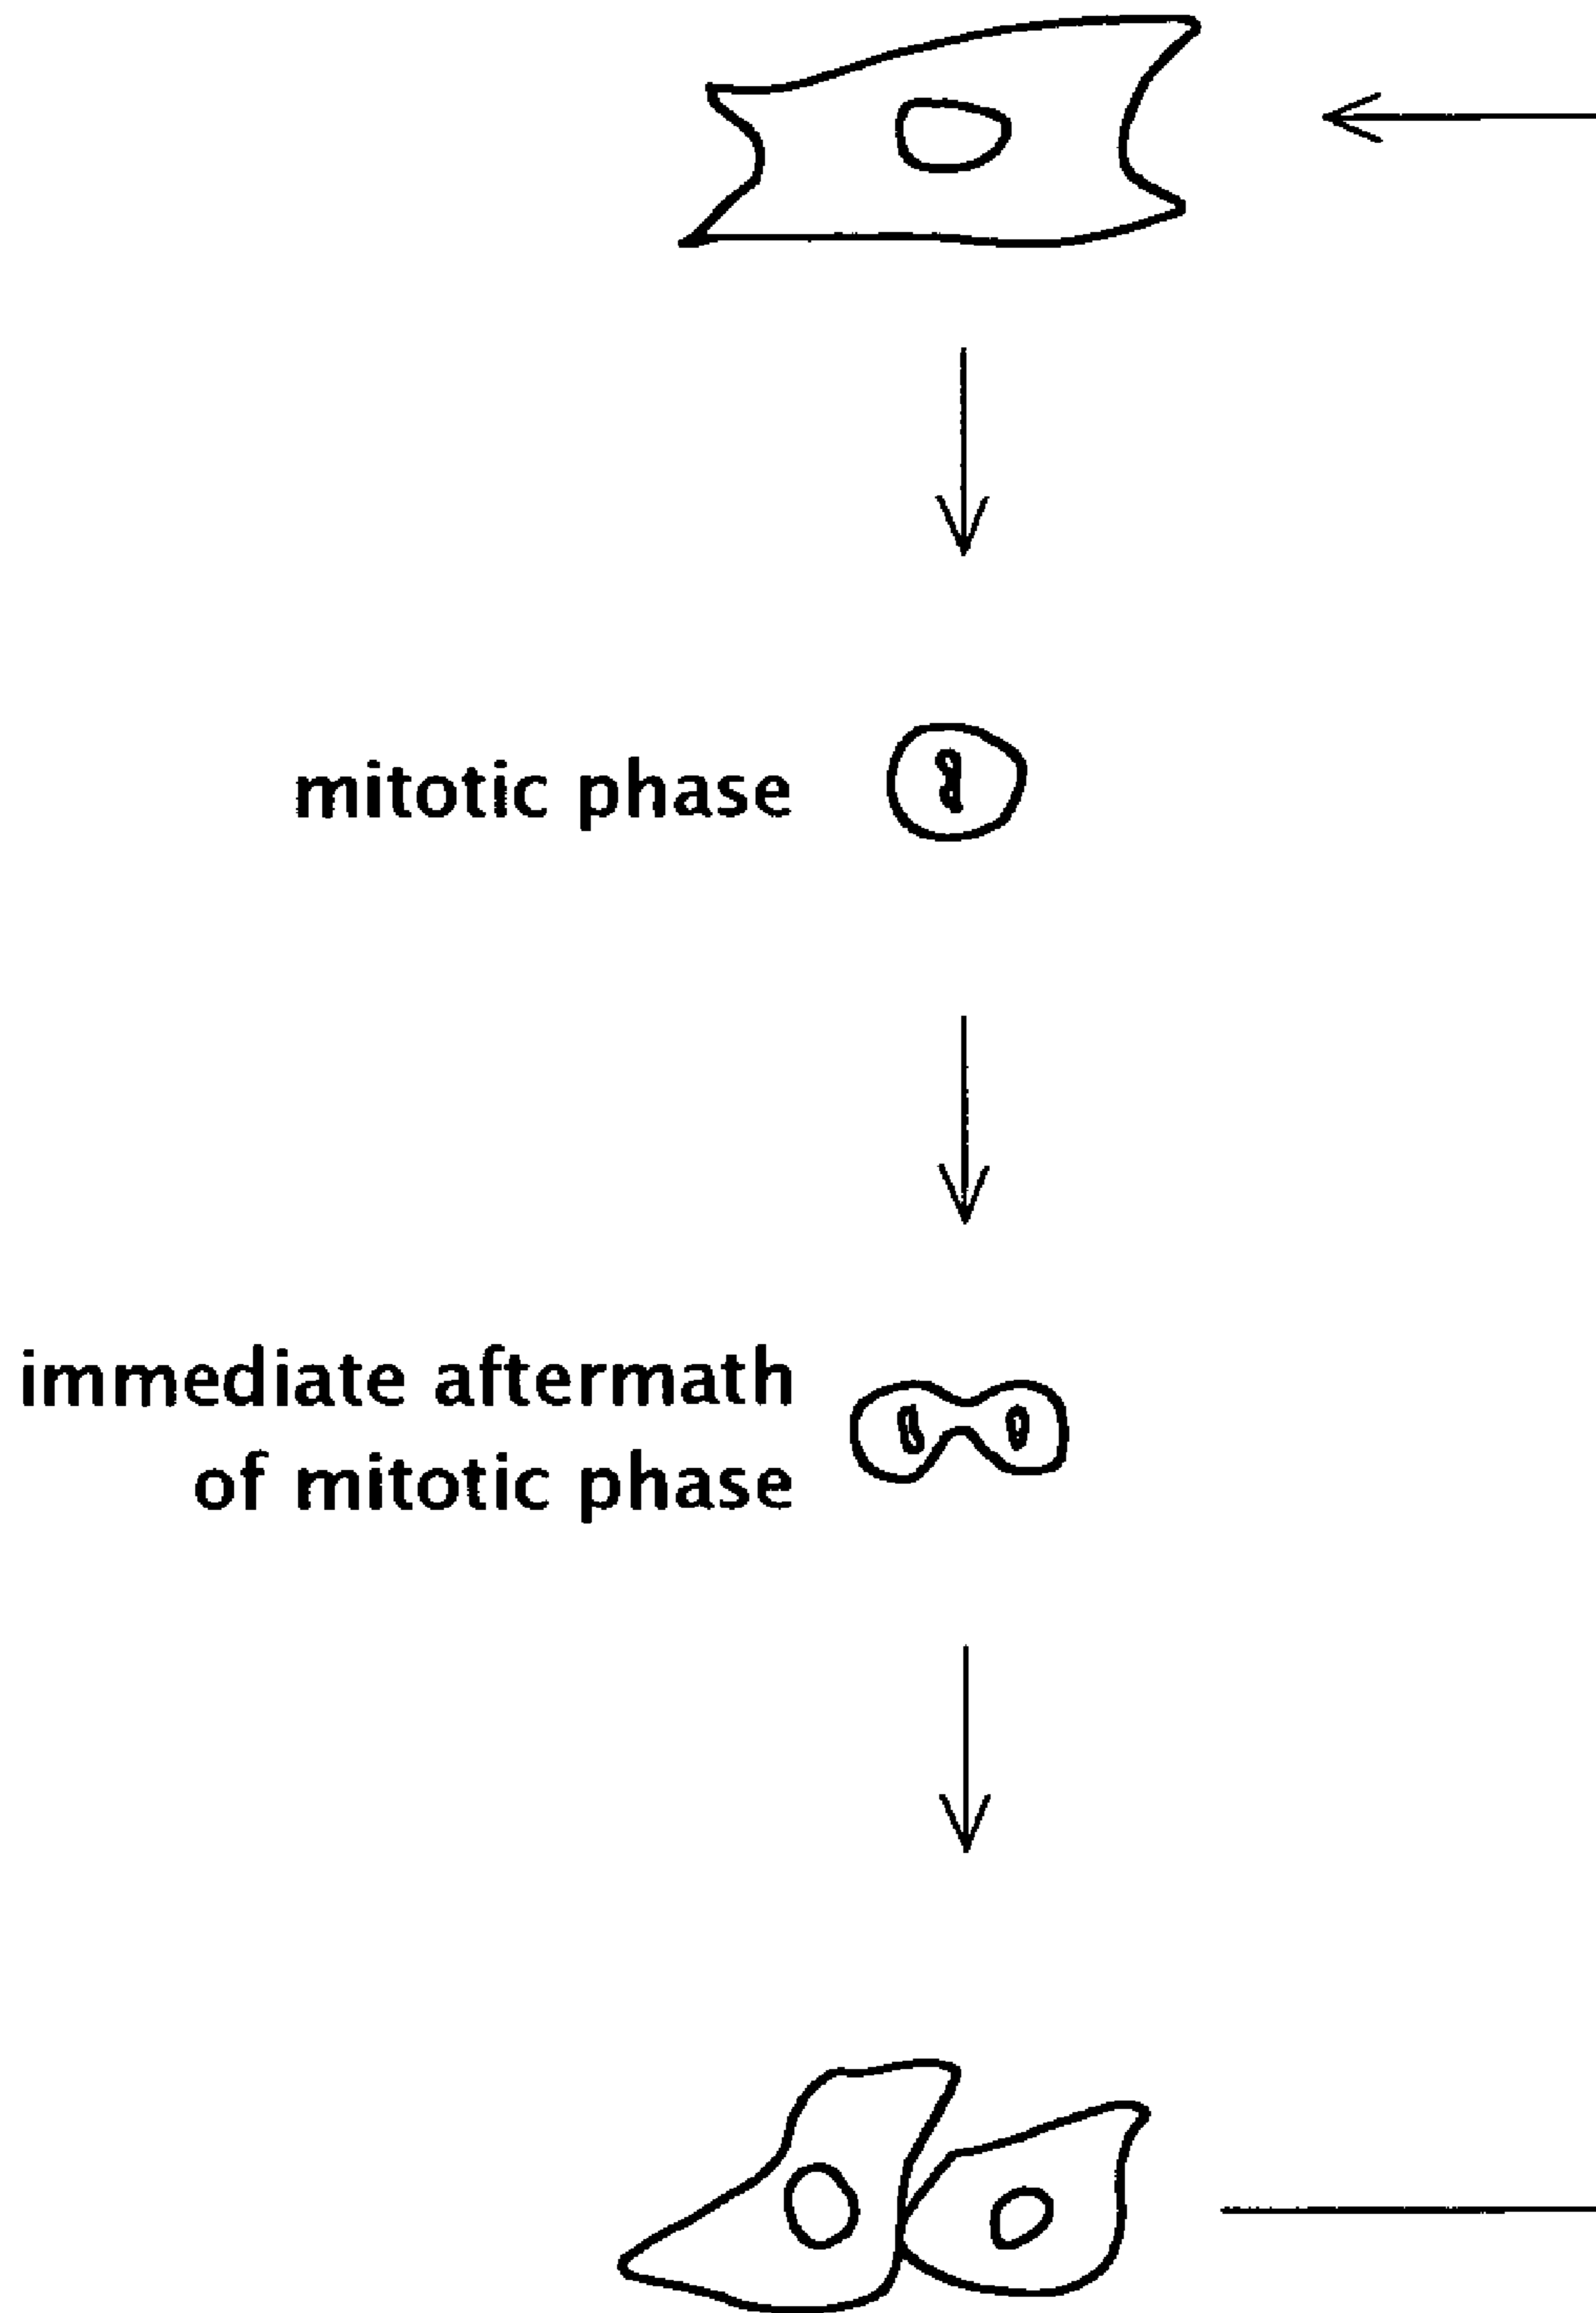 mitotic phase
immediate aftermath
of mitotic phase